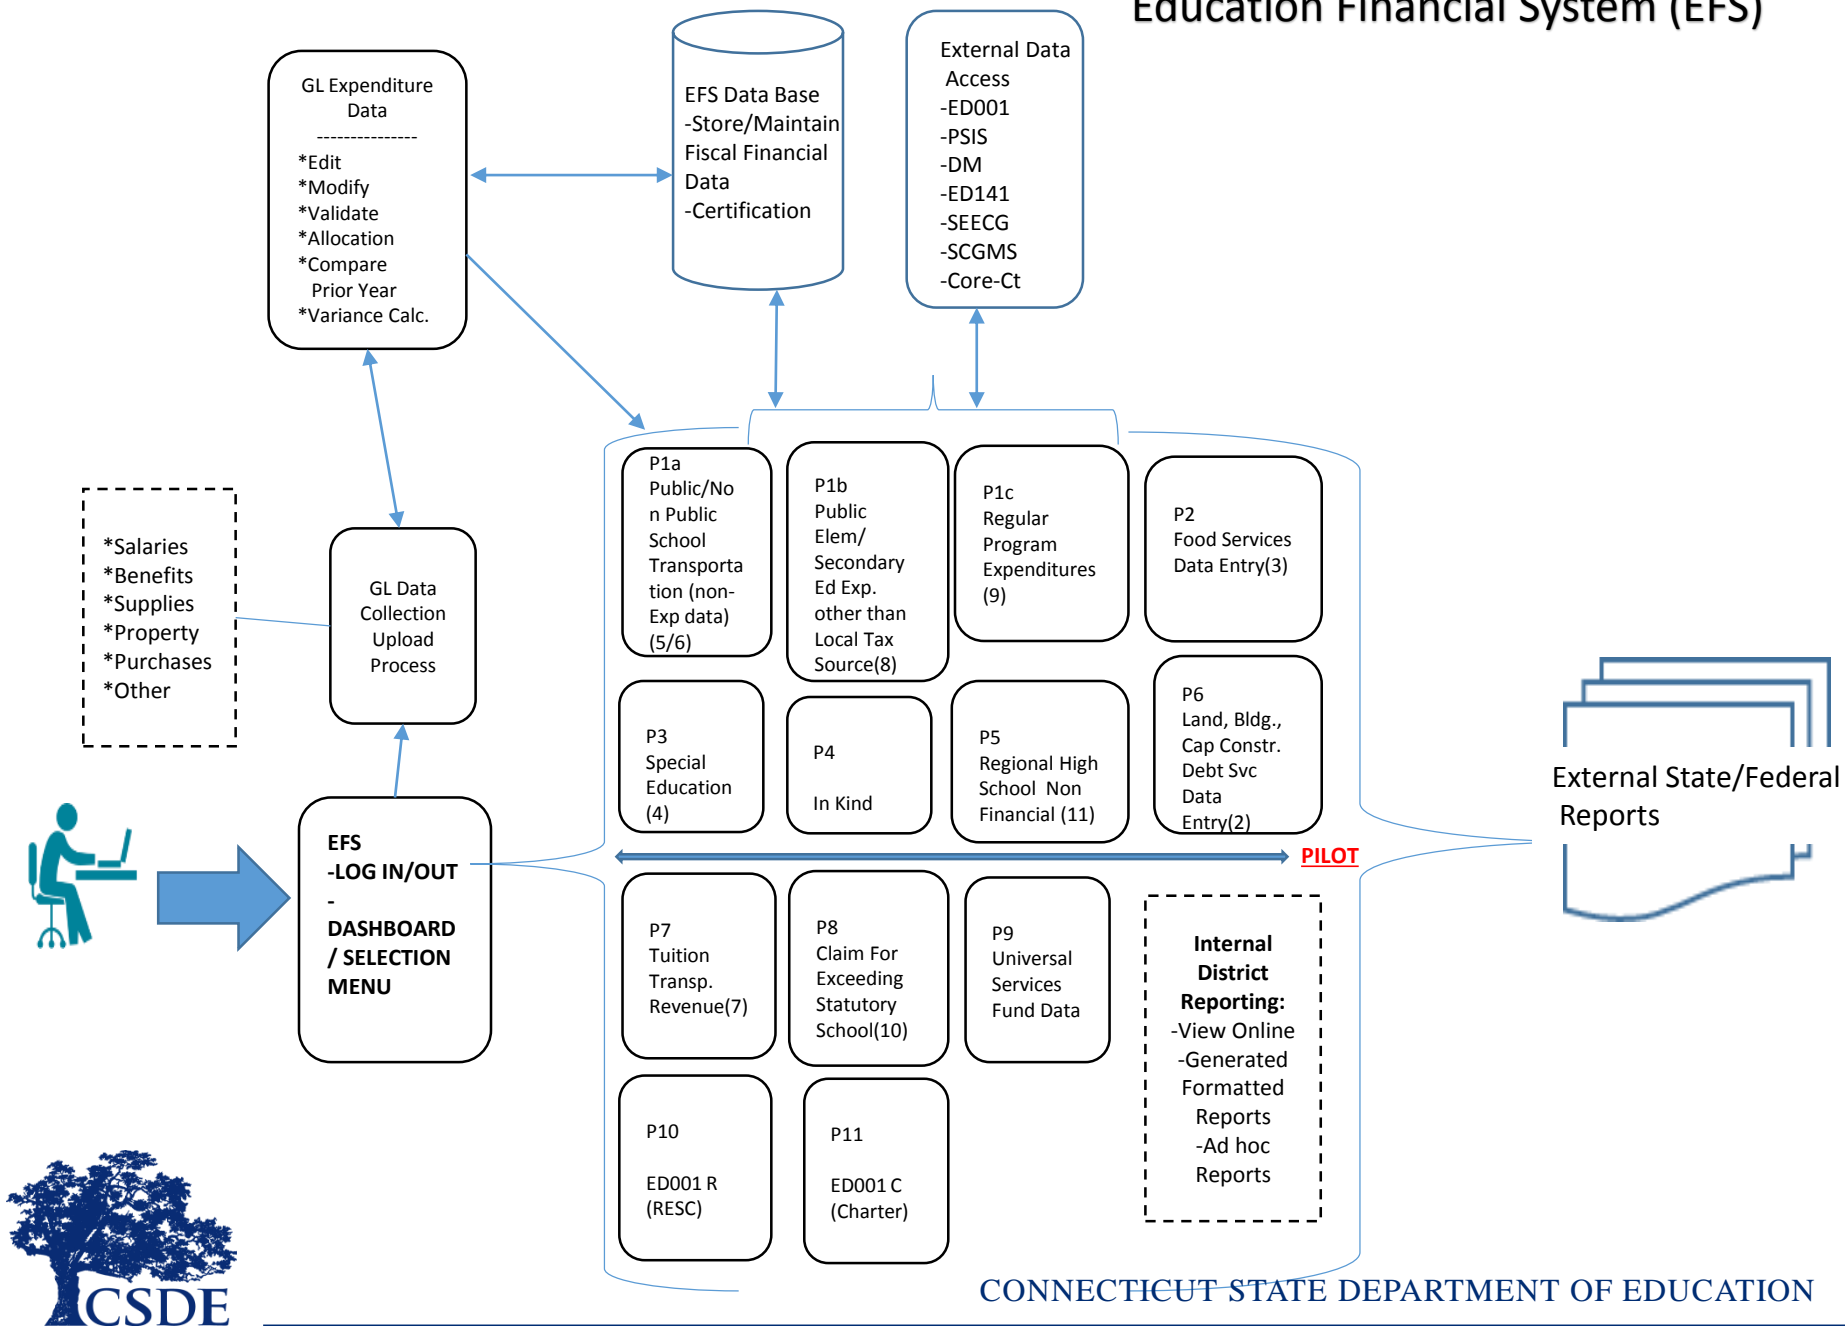 Education Financial System (EFS)
GL Expenditure
Data
---------------
*Edit
*Modify
*Validate
*Allocation
*Compare
Prior Year
*Variance Calc.
EFS Data Base
-Store/Maintain
Fiscal Financial
Data
-Certification
External Data
Access
-ED001
-PSIS
-DM
-ED141
-SEECG
-SCGMS
-Core-Ct
*Salaries
*Benefits
*Supplies
*Property
*Purchases
*Other
GL Data
Collection
Upload
Process
EFS
-LOG IN/OUT
-
DASHBOARD
/ SELECTION
MENU
P1a
Public/No
n Public
School
Transporta
tion (non-
Exp data)
(5/6)
P1b
Public
Elem/
Secondary
Ed Exp.
other than
Local Tax
Source(8)
P1c
Regular
Program
Expenditures
(9)
P2
Food Services
Data Entry(3)
P3
Special
Education
(4)
P4
In Kind
P5
Regional High
School  Non
Financial (11)
P6
Land, Bldg.,
Cap Constr.
Debt Svc
Data
Entry(2)
PILOT
P7
Tuition
Transp.
Revenue(7)
P8
Claim For
Exceeding
Statutory
School(10)
P9
Universal
Services
Fund Data
Internal
District
Reporting:
-View Online
-Generated
Formatted
Reports
-Ad hoc
Reports
P10
ED001 R
(RESC)
P11
ED001 C
(Charter)
External State/Federal
Reports
CSDE
CONNECTICUT STATE DEPARTMENT OF EDUCATION